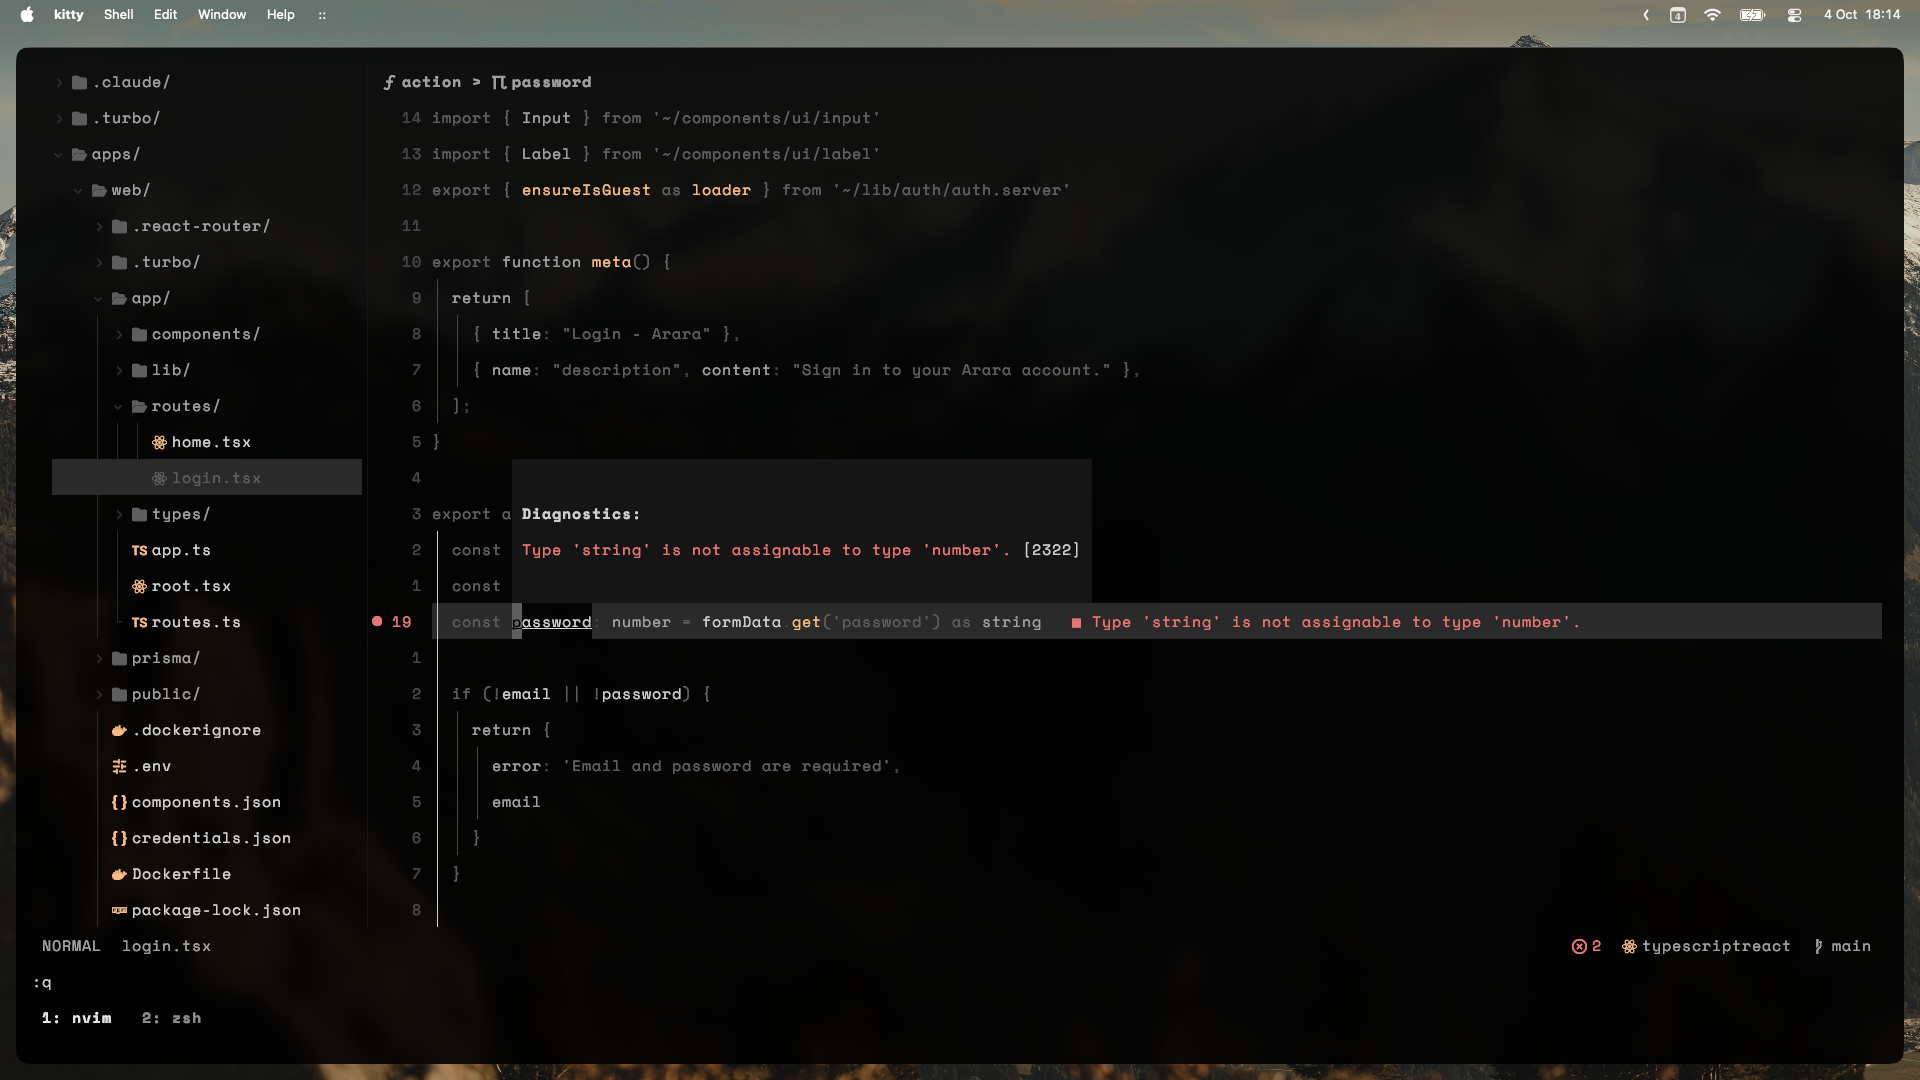 kitty Shell Edit Window Help ::
4 4 Oct 18:14
.claude/
.turbo/
apps/
web/
.react-router/
.turbo/
app/
components/
lib/
routes/
home.tsx
login.tsx
types/
TS app.ts
root.tsx
TS routes.ts
prisma/
public/
.dockerignore
.env
{} components.json
{} credentials.json
Dockerfile
package-lock.json
ƒ action > password
14 import { Input } from '~/components/ui/input'
13 import { Label } from '~/components/ui/label'
12 export { ensureIsGuest as loader } from '~/lib/auth/auth.server'
11
10 export function meta() {
9 return [
8 { title: "Login - Arara" },
7 { name: "description", content: "Sign in to your Arara account." },
6 ];
5 }
4
3 export a
Diagnostics:
2 const
Type 'string' is not assignable to type 'number'. [2322]
1 const
19 const password: number = formData.get('password') as string ■ Type 'string' is not assignable to type 'number'.
1
2 if (!email || !password) {
3 return {
4 error: 'Email and password are required',
5 email
6 }
7 }
8
NORMAL login.tsx
2 typescriptreact main
:q
1: nvim 2: zsh